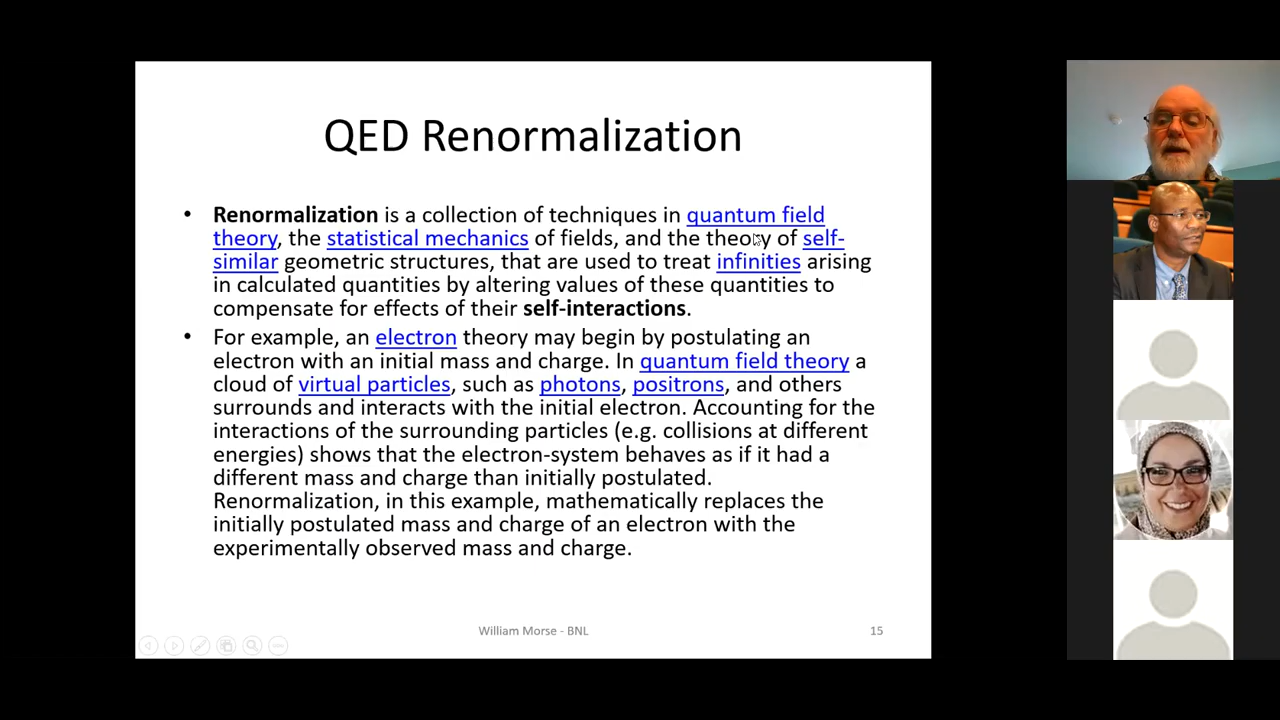 QED Renormalization
• Renormalization is a collection of techniques in quantum field
theory, the statistical mechanics of fields, and the theory of self-
similar geometric structures, that are used to treat infinities arising
in calculated quantities by altering values of these quantities to
compensate for effects of their self-interactions.
• For example, an electron theory may begin by postulating an
electron with an initial mass and charge. In quantum field theory a
cloud of virtual particles, such as photons, positrons, and others
surrounds and interacts with the initial electron. Accounting for the
interactions of the surrounding particles (e.g. collisions at different
energies) shows that the electron-system behaves as if it had a
different mass and charge than initially postulated.
Renormalization, in this example, mathematically replaces the
initially postulated mass and charge of an electron with the
experimentally observed mass and charge.
William Morse - BNL
15